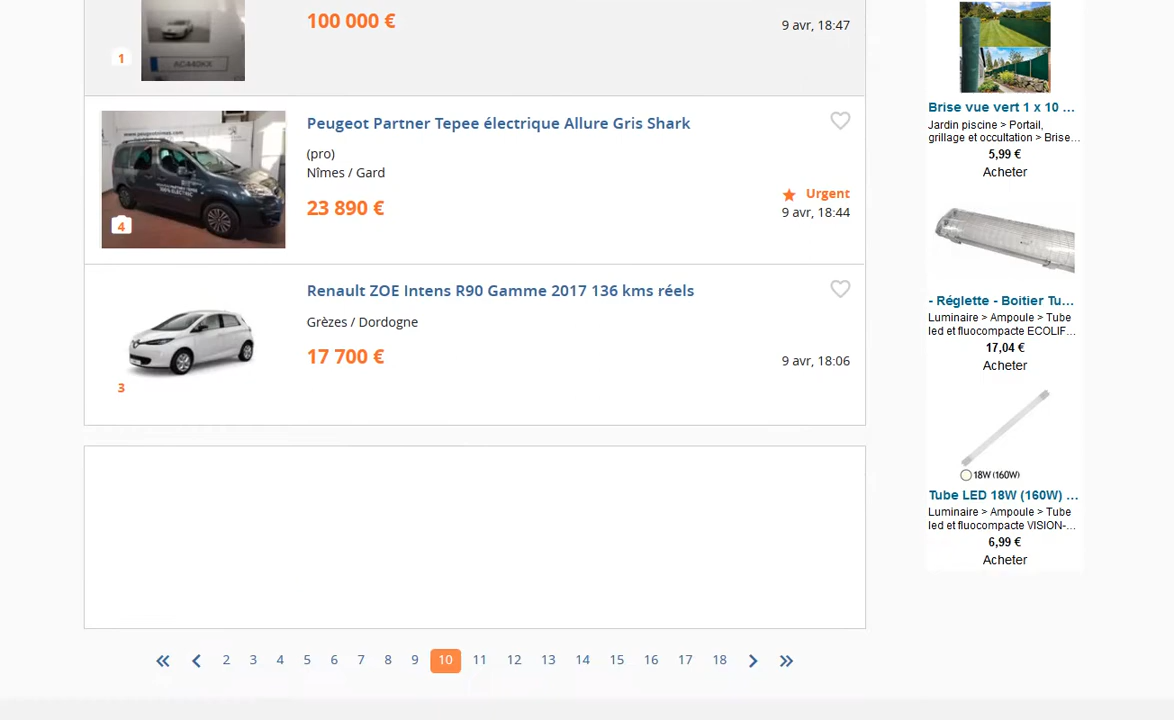 100 000 €
9 avr, 18:47
1
AC440KX
Peugeot Partner Tepee électrique Allure Gris Shark
(pro)
Nîmes / Gard
23 890 €
Urgent
9 avr, 18:44
4
Renault ZOE Intens R90 Gamme 2017 136 kms réels
Grèzes / Dordogne
17 700 €
9 avr, 18:06
3
2 3 4 5 6 7 8 9 10 11 12 13 14 15 16 17 18
Brise vue vert 1 x 10 ...
Jardin piscine > Portail,
grillage et occultation > Brise...
5,99 €
Acheter
- Réglette - Boitier Tu...
Luminaire > Ampoule > Tube
led et fluocompacte ECOLIF...
17,04 €
Acheter
18W (160W)
Tube LED 18W (160W) ...
Luminaire > Ampoule > Tube
led et fluocompacte VISION-...
6,99 €
Acheter